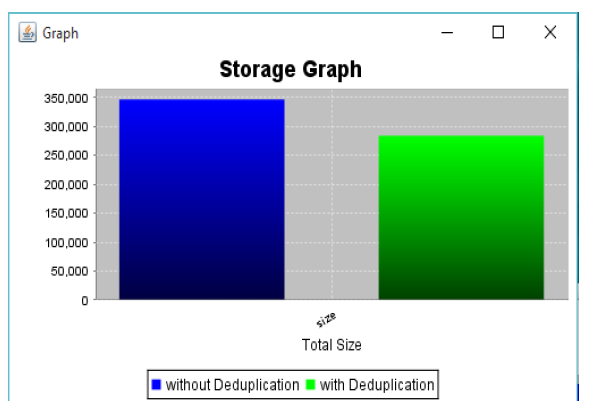 Graph
Storage Graph
350,000
300,000
250,000
200,000
150,000
100,000
50,000
0
size
Total Size
without Deduplication with Deduplication